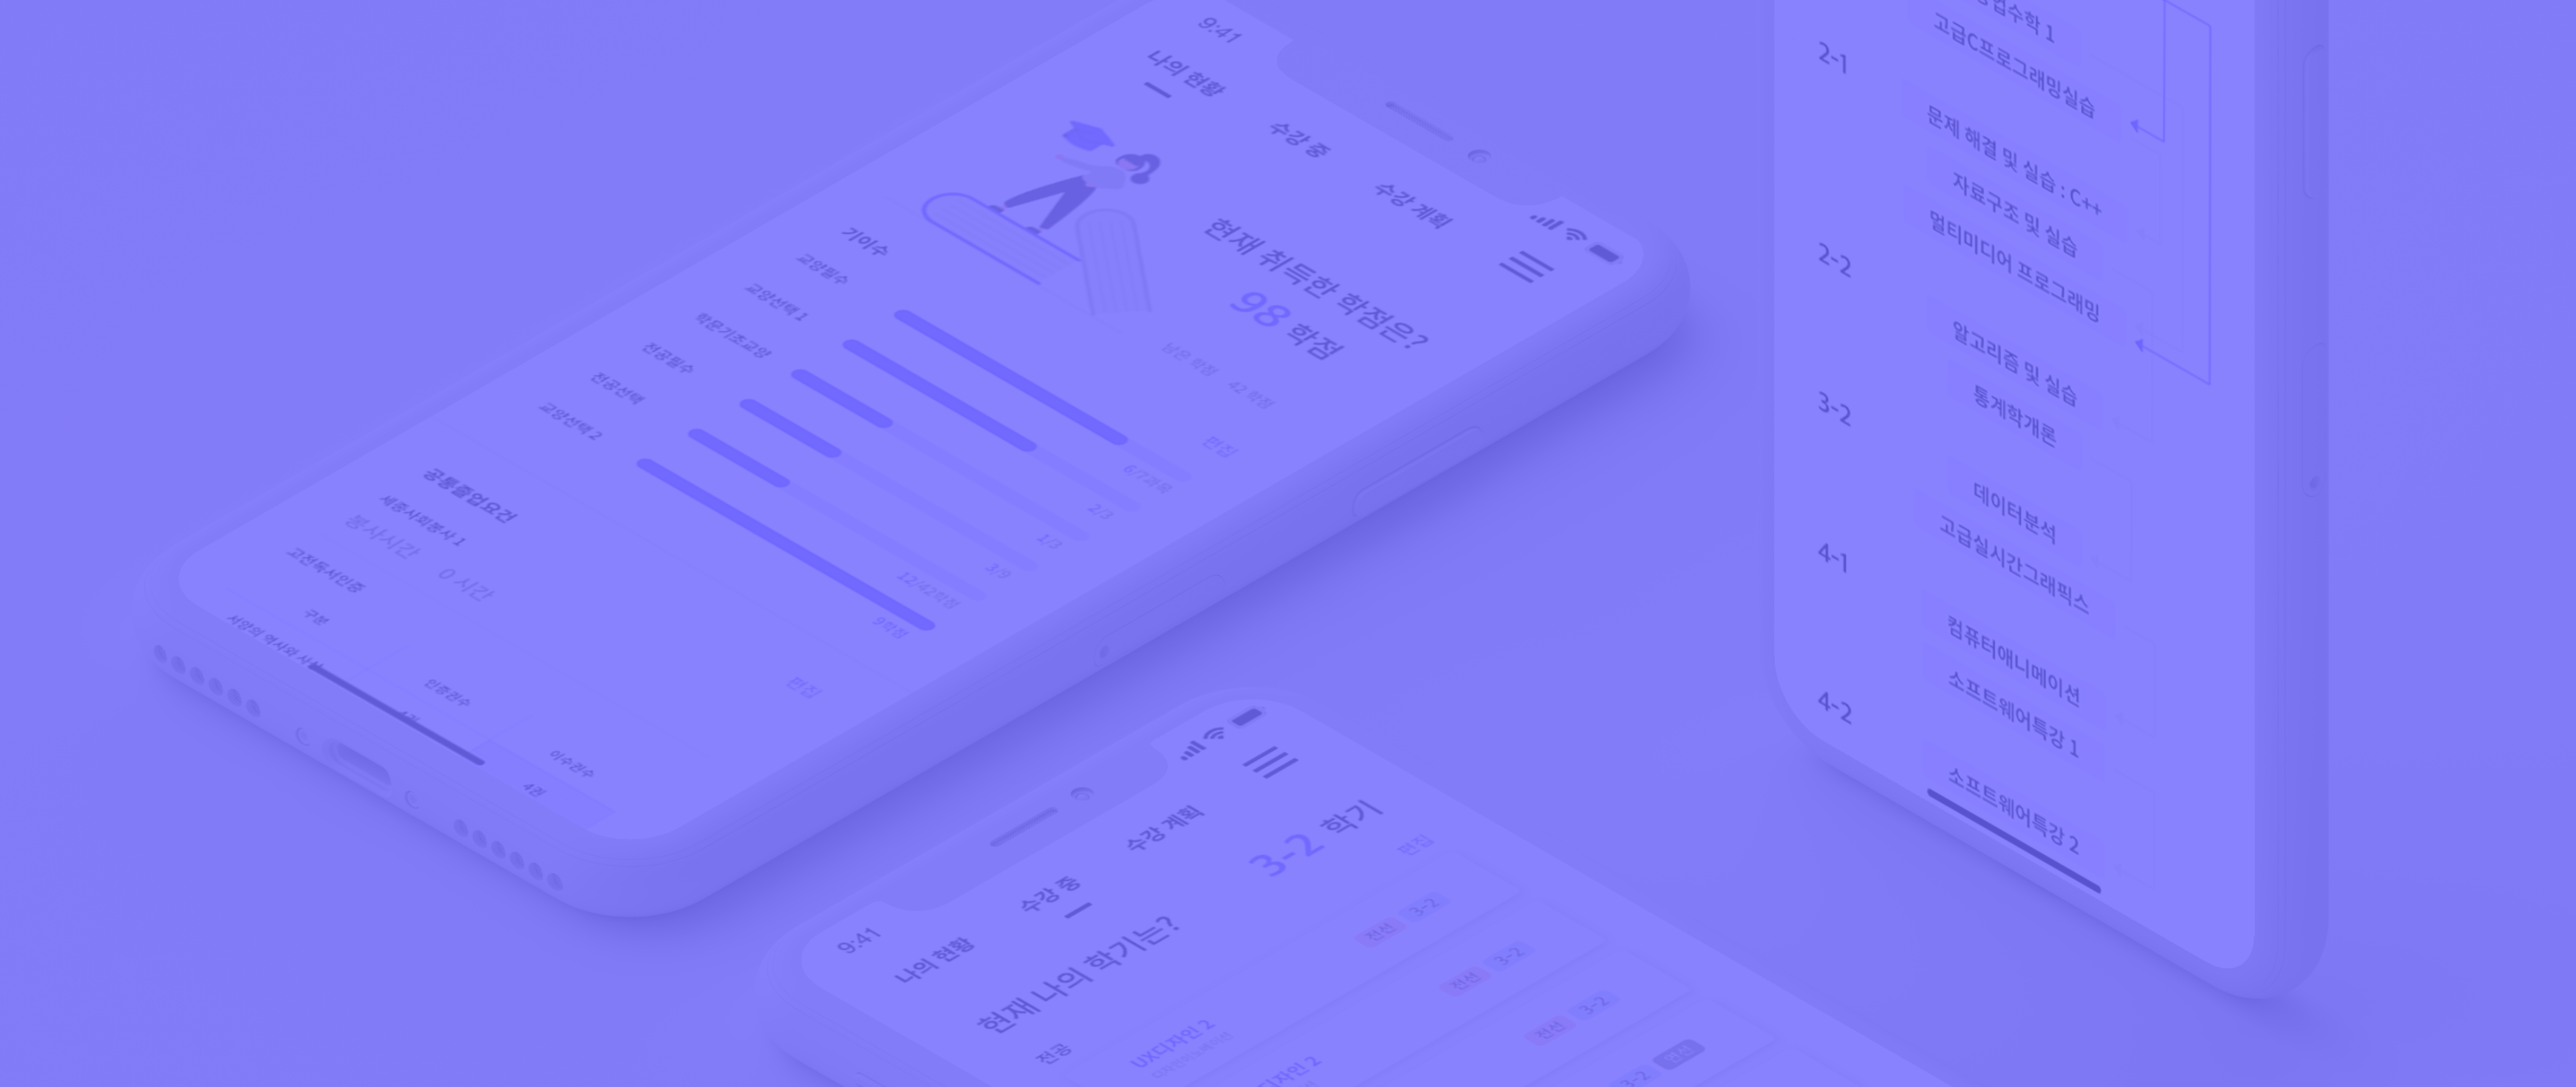 9:41
나의 현황
수강 중
수강 계획
현재 취득한 학점은?
98 학점
남은 학점 42 학점
기이수
편집
교양필수
6/7과목
교양선택 1
2/3
학문기초교양
1/3
전공필수
3/9
전공선택
12/42학점
교양선택 2
9학점
공통졸업요건
편집
세종사회봉사 1
봉사시간 0 시간
고전독서인증
구분
인증권수
이수권수
서양의 역사와 사상
4권
4권
9:41
나의 현황
수강 중
수강 계획
현재 나의 학기는?
3-2 학기
편집
전공
UX디자인 2
전선 3-2
디자인 2
전선 3-2
전선 3-2
3-2
수학 1
고급C프로그래밍실습
2-1
문제 해결 및 실습 : C++
자료구조 및 실습
멀티미디어 프로그래밍
2-2
알고리즘 및 실습
통계학개론
3-2
데이터분석
고급실시간그래픽스
4-1
컴퓨터애니메이션
소프트웨어특강 1
4-2
소프트웨어특강 2